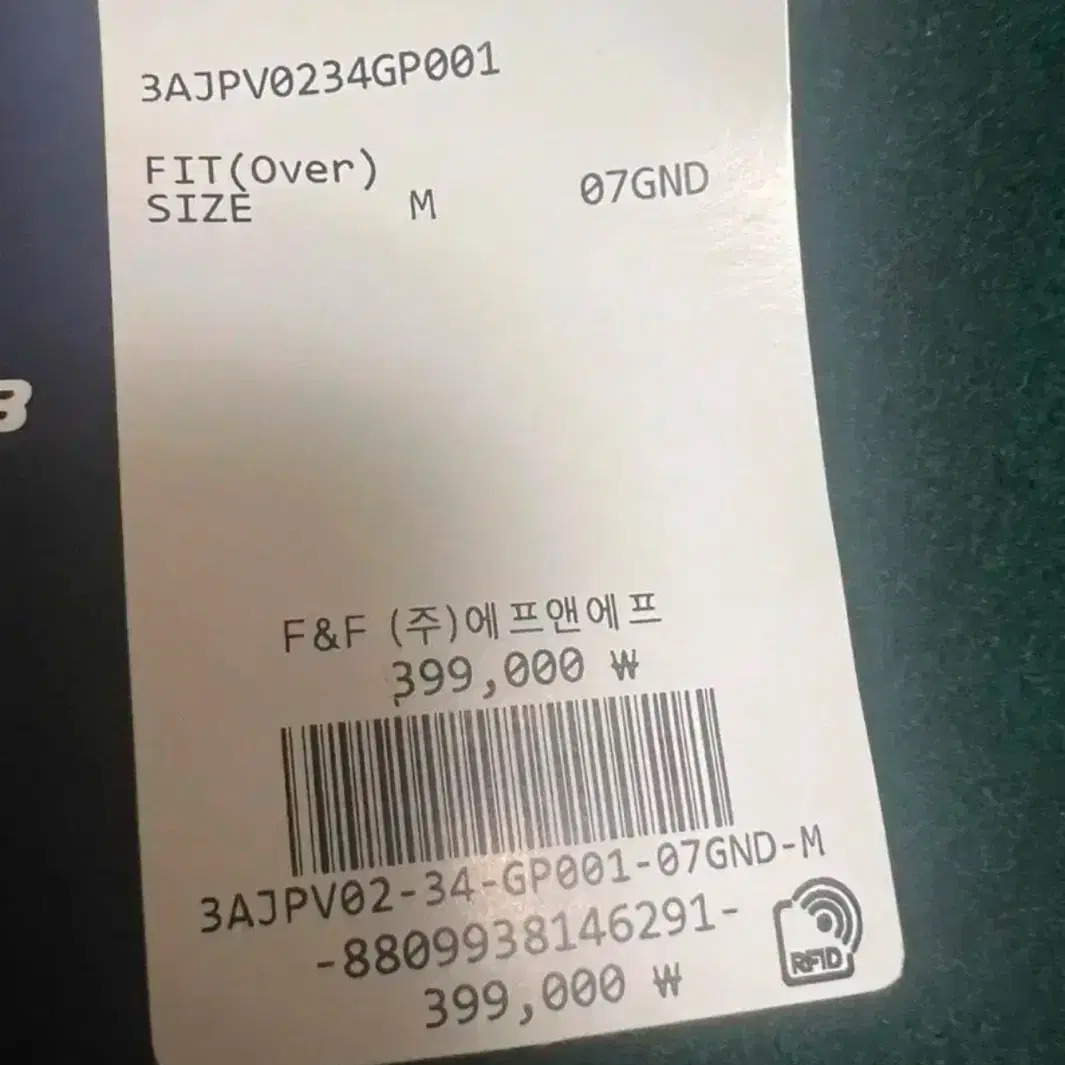 3AJPV0234GP001
FIT(Over)
SIZE M 07GND
F&F (주)에프앤에프
399,000 ₩
3AJPV02-34-GP001-07GND-M
-8809938146291-
399,000 ₩
RFID